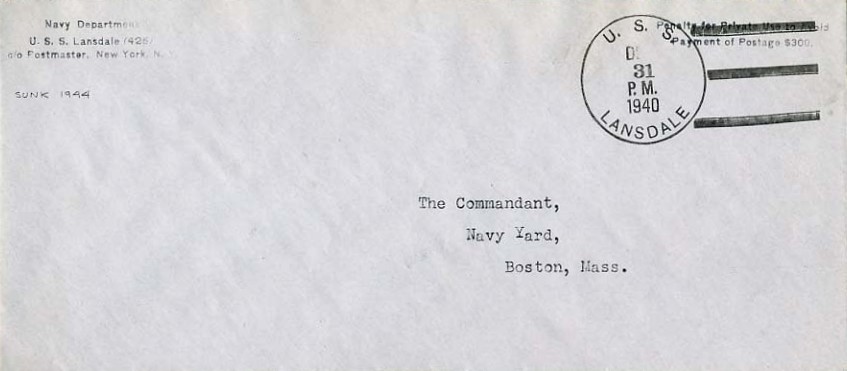 Navy Department
U. S. S. Lansdale (426)
c/o Postmaster, New York, N. Y.
SUNK 1944
Penalty for Private Use to Avoid
Payment of Postage $300.
U. S. S.
31
P. M.
1940
LANSDALE
The Commandant,
Navy Yard,
Boston, Mass.